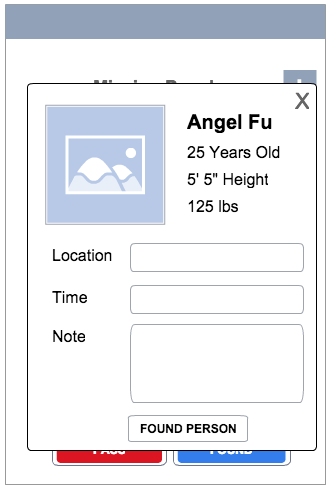 X
Angel Fu
25 Years Old
5' 5" Height
125 lbs
Location
Time
Note
FOUND PERSON